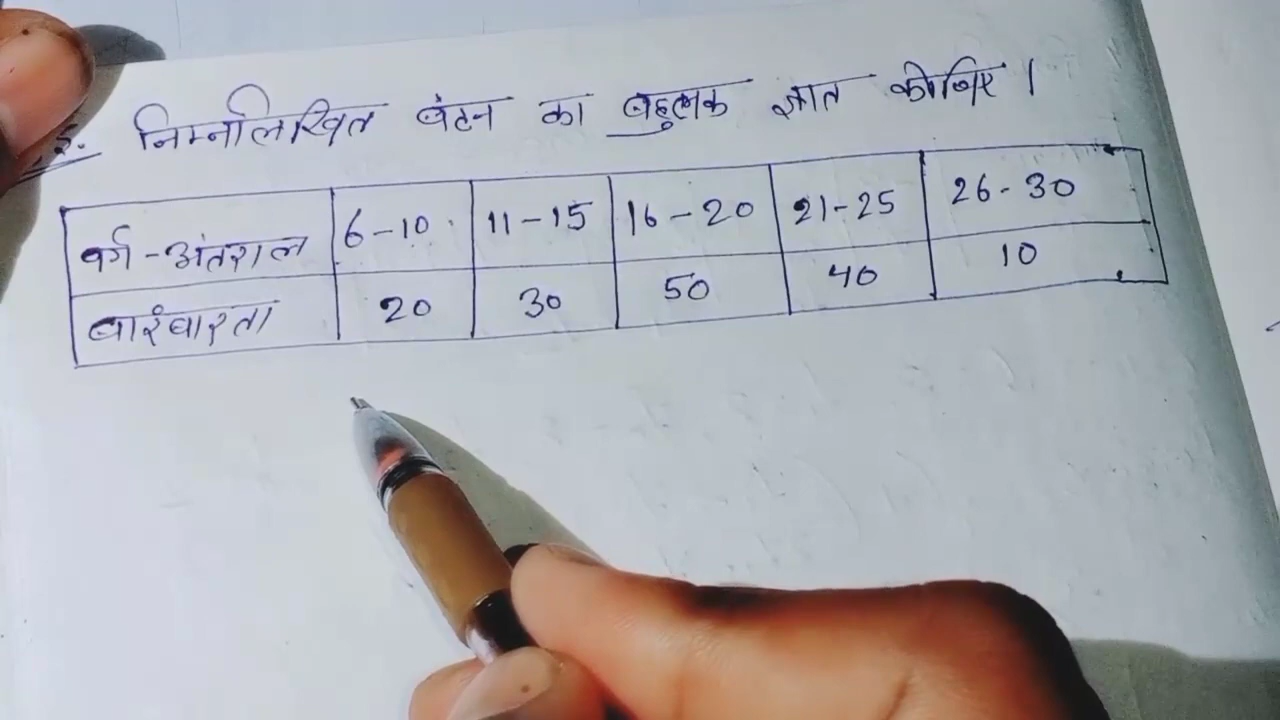 निम्नलिखित बंटन का बहुलक ज्ञात कीजिए ।
वर्ग-अंतराल 6-10 11-15 16-20 21-25 26-30
बारंबारता 20 30 50 40 10